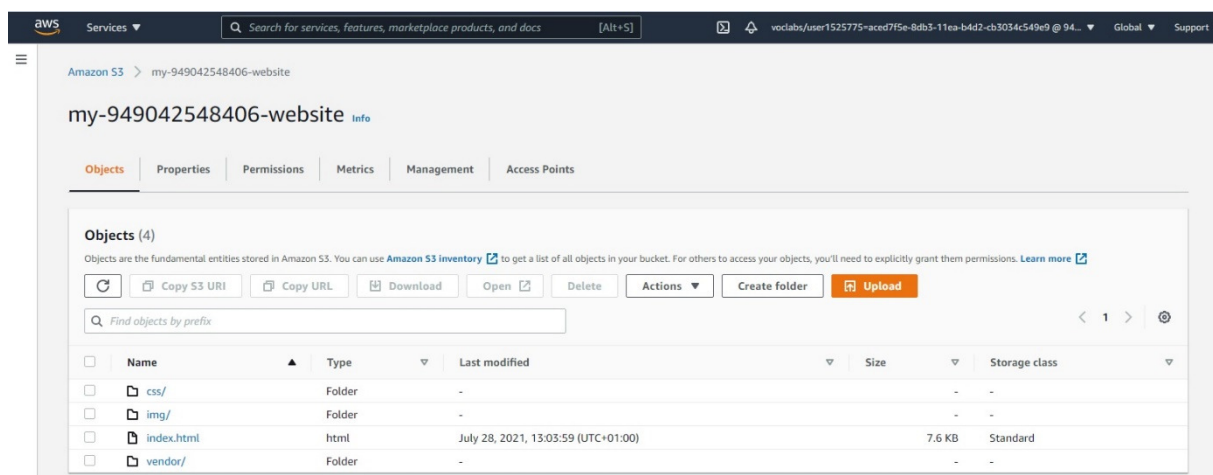 aws Services ▼ Search for services, features, marketplace products, and docs [Alt+S] voclabs/user1525775=aced7f5e-8db3-11ea-b4d2-cb3034c549e9 @ 94... ▼ Global ▼ Support
Amazon S3 > my-949042548406-website
my-949042548406-website Info
Objects Properties Permissions Metrics Management Access Points
Objects (4)
Objects are the fundamental entities stored in Amazon S3. You can use Amazon S3 inventory to get a list of all objects in your bucket. For others to access your objects, you'll need to explicitly grant them permissions. Learn more
Copy S3 URI Copy URL Download Open Delete Actions ▼ Create folder Upload
Find objects by prefix < 1 >
Name ▲ Type ▽ Last modified ▽ Size ▽ Storage class ▽
css/ Folder - - -
img/ Folder - - -
index.html html July 28, 2021, 13:03:59 (UTC+01:00) 7.6 KB Standard
vendor/ Folder - - -